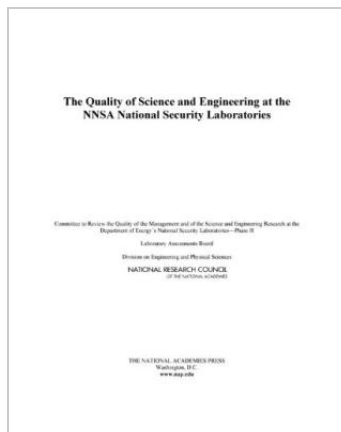 The Quality of Science and Engineering at the
NNSA National Security Laboratories
Committee to Review the Quality of the Management and of the Science and Engineering Research at the
Department of Energy's National Security Laboratories—Phase II
Laboratory Assessments Board
Division on Engineering and Physical Sciences
NATIONAL RESEARCH COUNCIL
OF THE NATIONAL ACADEMIES
THE NATIONAL ACADEMIES PRESS
Washington, D.C.
www.nap.edu